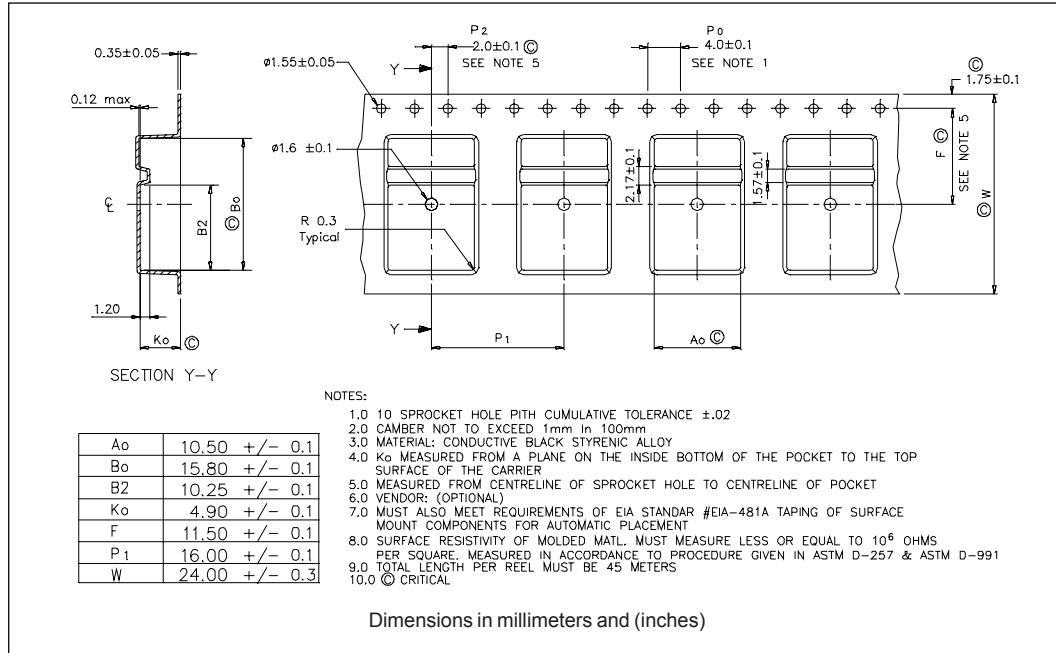 P2
2.0±0.1 Ⓒ
SEE NOTE 5
P0
4.0±0.1
SEE NOTE 1
0.35±0.05
Y
ø1.55±0.05
Ⓒ
1.75±0.1
0.12 max
ø1.6 ±0.1
2.17±0.1
1.57±0.1
F Ⓒ
SEE NOTE 5
Ⓒ W
℄
B2
Ⓒ Bo
R 0.3
Typical
1.20
Ko Ⓒ
Y
P1
Ao Ⓒ
SECTION Y-Y
NOTES:
1.0 10 SPROCKET HOLE PITH CUMULATIVE TOLERANCE ±.02
2.0 CAMBER NOT TO EXCEED 1mm In 100mm
3.0 MATERIAL: CONDUCTIVE BLACK STYRENIC ALLOY
4.0 Ko MEASURED FROM A PLANE ON THE INSIDE BOTTOM OF THE POCKET TO THE TOP
SURFACE OF THE CARRIER
5.0 MEASURED FROM CENTRELINE OF SPROCKET HOLE TO CENTRELINE OF POCKET
6.0 VENDOR: (OPTIONAL)
7.0 MUST ALSO MEET REQUIREMENTS OF EIA STANDAR #EIA-481A TAPING OF SURFACE
MOUNT COMPONENTS FOR AUTOMATIC PLACEMENT
8.0 SURFACE RESISTIVITY OF MOLDED MATL. MUST MEASURE LESS OR EQUAL TO 10⁶ OHMS
PER SQUARE. MEASURED IN ACCORDANCE TO PROCEDURE GIVEN IN ASTM D-257 & ASTM D-991
9.0 TOTAL LENGTH PER REEL MUST BE 45 METERS
10.0 Ⓒ CRITICAL
Ao 10.50 +/- 0.1
Bo 15.80 +/- 0.1
B2 10.25 +/- 0.1
Ko 4.90 +/- 0.1
F 11.50 +/- 0.1
P1 16.00 +/- 0.1
W 24.00 +/- 0.3
Dimensions in millimeters and (inches)